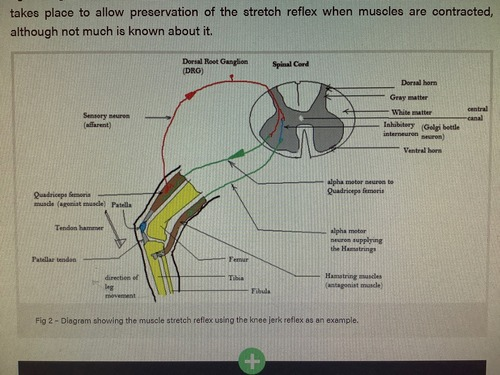 takes place to allow preservation of the stretch reflex when muscles are contracted,
although not much is known about it.
Dorsal Root Ganglion
(DRG)
Spinal Cord
Dorsal horn
Gray matter
White matter
central
canal
Sensory neuron
(afferent)
Inhibitory (Golgi bottle
interneuron neuron)
Ventral horn
Quadriceps femoris
muscle (agonist muscle)
Patella
alpha motor neuron to
Quadriceps femoris
Tendon hammer
alpha motor
neuron supplying
the Hamstrings
Patellar tendon
Femur
direction of
leg
movement
Tibia
Fibula
Hamstring muscles
(antagonist muscle)
Fig 2 – Diagram showing the muscle stretch reflex using the knee jerk reflex as an example.